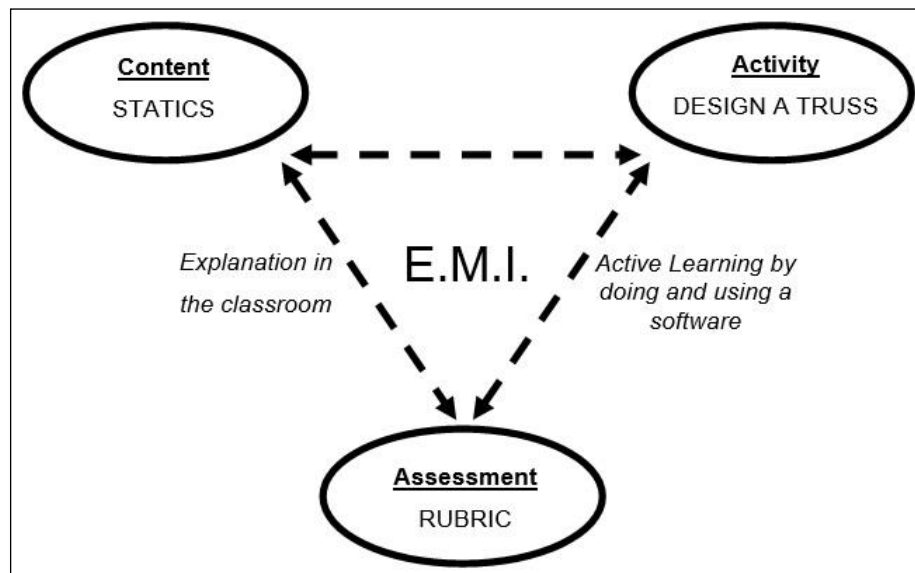 Content
STATICS
Activity
DESIGN A TRUSS
Explanation in
the classroom
E.M.I.
Active Learning by
doing and using a
software
Assessment
RUBRIC